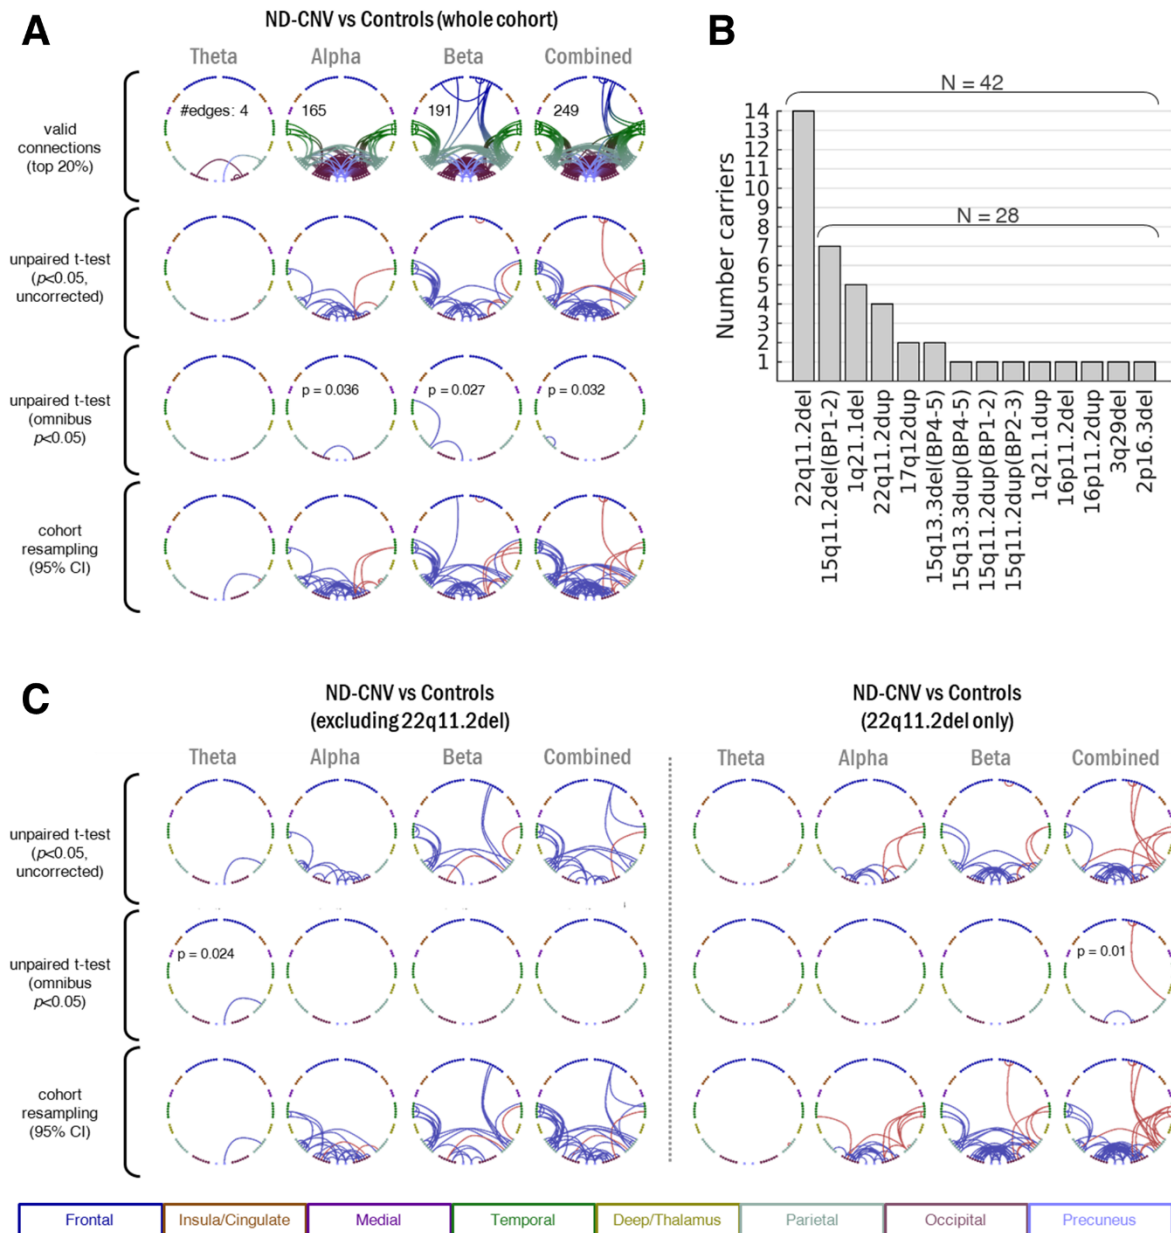 A
ND-CNV vs Controls (whole cohort)
Theta Alpha Beta Combined
valid
connections
(top 20%)
#edges: 4
165
191
249
unpaired t-test
(p<0.05,
uncorrected)
unpaired t-test
(omnibus
p<0.05)
p = 0.036
p = 0.027
p = 0.032
cohort
resampling
(95% CI)
B
N = 42
N = 28
Number carriers
14
13
12
11
10
9
8
7
6
5
4
3
2
1
22q11.2del
15q11.2del(BP1-2)
1q21.1del
22q11.2dup
17q12dup
15q13.3del(BP4-5)
15q13.3dup(BP4-5)
15q11.2dup(BP1-2)
15q11.2dup(BP2-3)
1q21.1dup
16p11.2del
16p11.2dup
3q29del
2p16.3del
C
ND-CNV vs Controls
(excluding 22q11.2del)
Theta Alpha Beta Combined
ND-CNV vs Controls
(22q11.2del only)
Theta Alpha Beta Combined
unpaired t-test
(p<0.05,
uncorrected)
unpaired t-test
(omnibus
p<0.05)
p = 0.024
p = 0.01
cohort
resampling
(95% CI)
Frontal Insula/Cingulate Medial Temporal Deep/Thalamus Parietal Occipital Precuneus